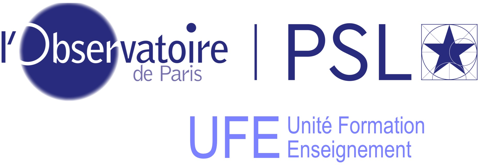 l'Observatoire
de Paris
PSL
UFE
Unité Formation
Enseignement